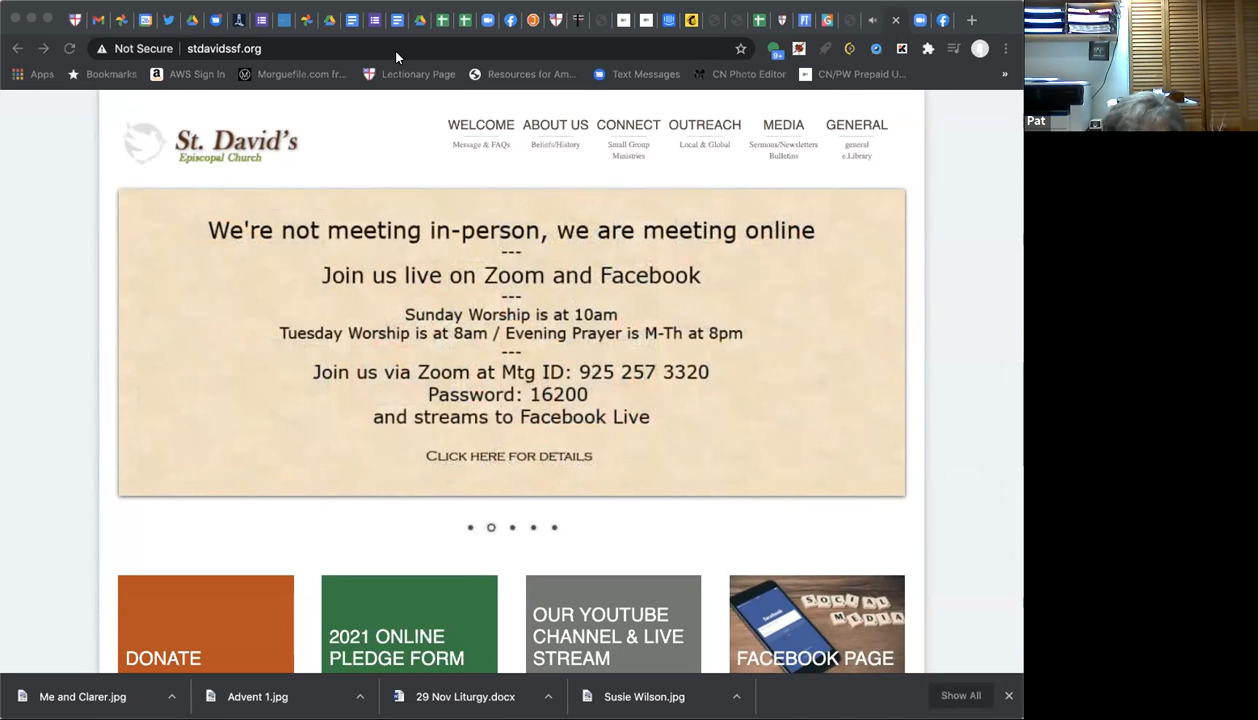 Not Secure
stdavidssf.org
Apps
Bookmarks
AWS Sign In
Morguefile.com fr...
Lectionary Page
Resources for Am...
Text Messages
CN Photo Editor
CN/PW Prepaid U...
»
9+
Pat
St. David's
Episcopal Church
WELCOME
Message & FAQs
ABOUT US
Beliefs/History
CONNECT
Small Group
Ministries
OUTREACH
Local & Global
MEDIA
Sermons/Newsletters
Bulletins
GENERAL
general
e.Library
We're not meeting in-person, we are meeting online
---
Join us live on Zoom and Facebook
---
Sunday Worship is at 10am
Tuesday Worship is at 8am / Evening Prayer is M-Th at 8pm
---
Join us via Zoom at Mtg ID: 925 257 3320
Password: 16200
and streams to Facebook Live
CLICK HERE FOR DETAILS
DONATE
2021 ONLINE
PLEDGE FORM
OUR YOUTUBE
CHANNEL & LIVE
STREAM
facebook
SOCIAL
MEDIA
FACEBOOK PAGE
Me and Clarer.jpg
Advent 1.jpg
29 Nov Liturgy.docx
Susie Wilson.jpg
Show All